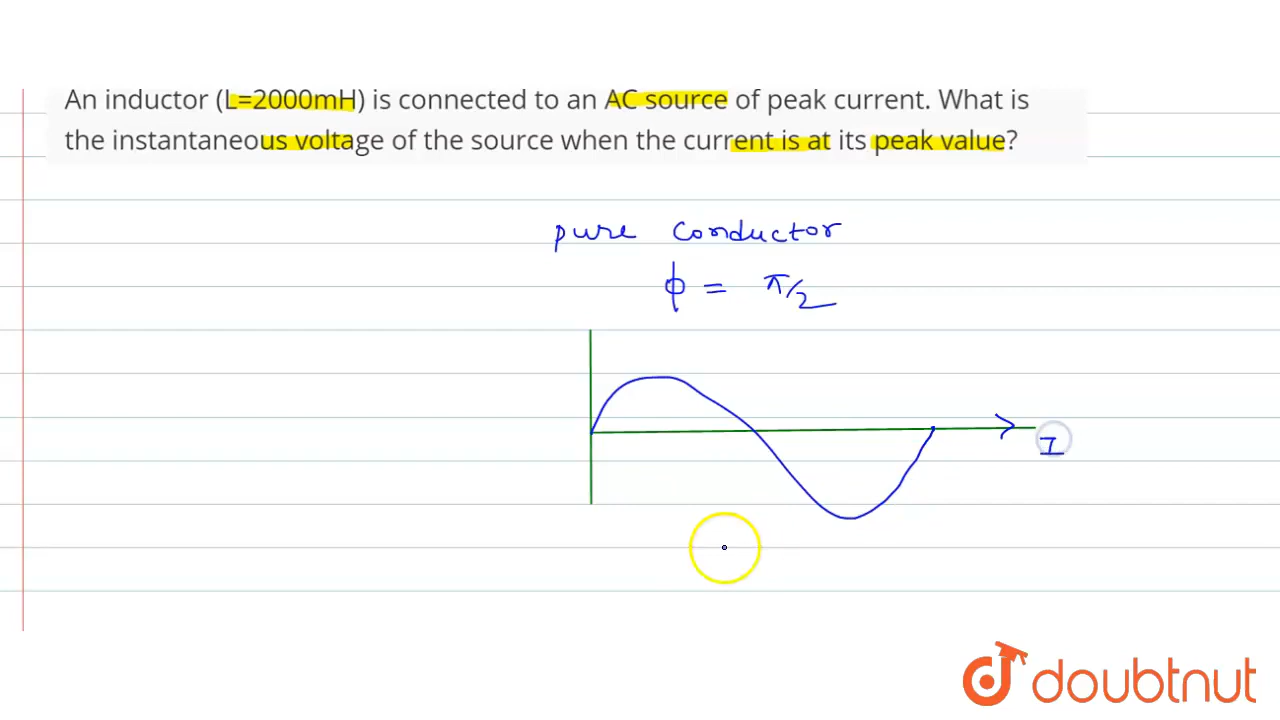 An inductor (L=2000mH) is connected to an AC source of peak current. What is
the instantaneous voltage of the source when the current is at its peak value?
pure conductor
ϕ = π/2
I
doubtnut